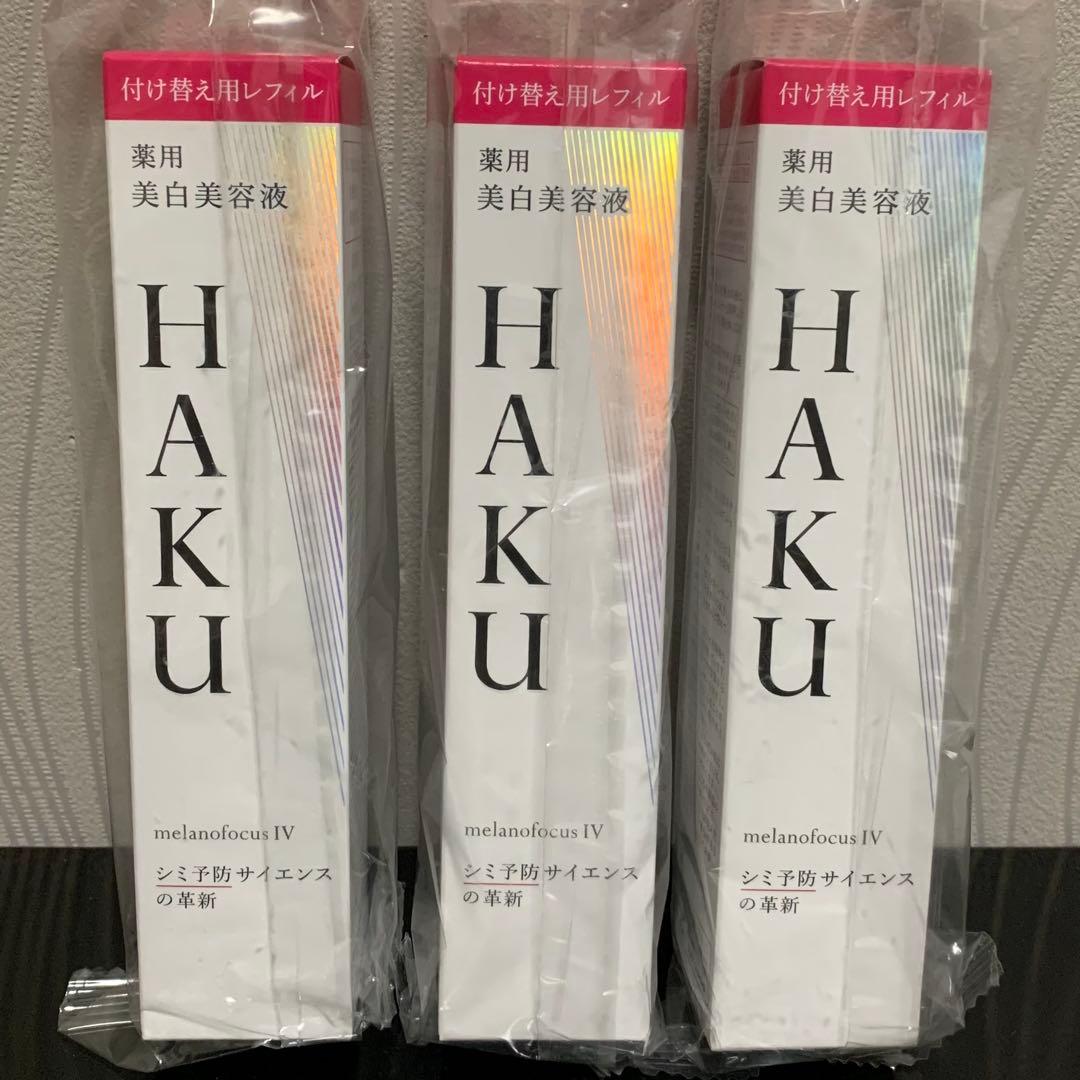 付け替え用レフィル
薬用
美白美容液
HAKU
melanofocus IV
シミ予防サイエンス
の革新
付け替え用レフィル
薬用
美白美容液
HAKU
melanofocus IV
シミ予防サイエンス
の革新
付け替え用レフィル
薬用
美白美容液
HAKU
melanofocus IV
シミ予防サイエンス
の革新